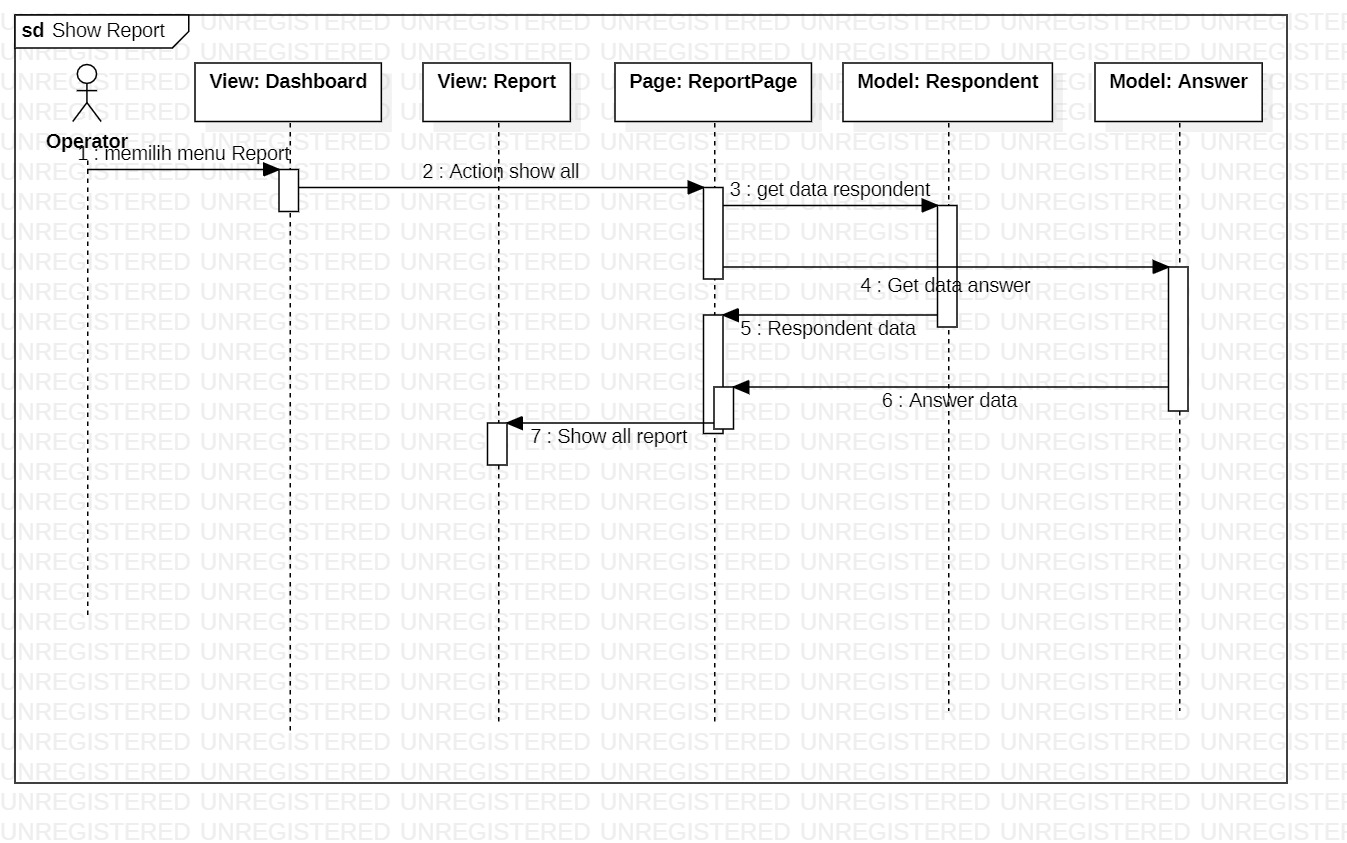 sd Show Report
View: Dashboard
View: Report
Page: ReportPage
Model: Respondent
Model: Answer
Operator
1 : memilih menu Report
2 : Action show all
3 : get data respondent
4 : Get data answer
5 : Respondent data
6 : Answer data
7 : Show all report
UNREGISTERED